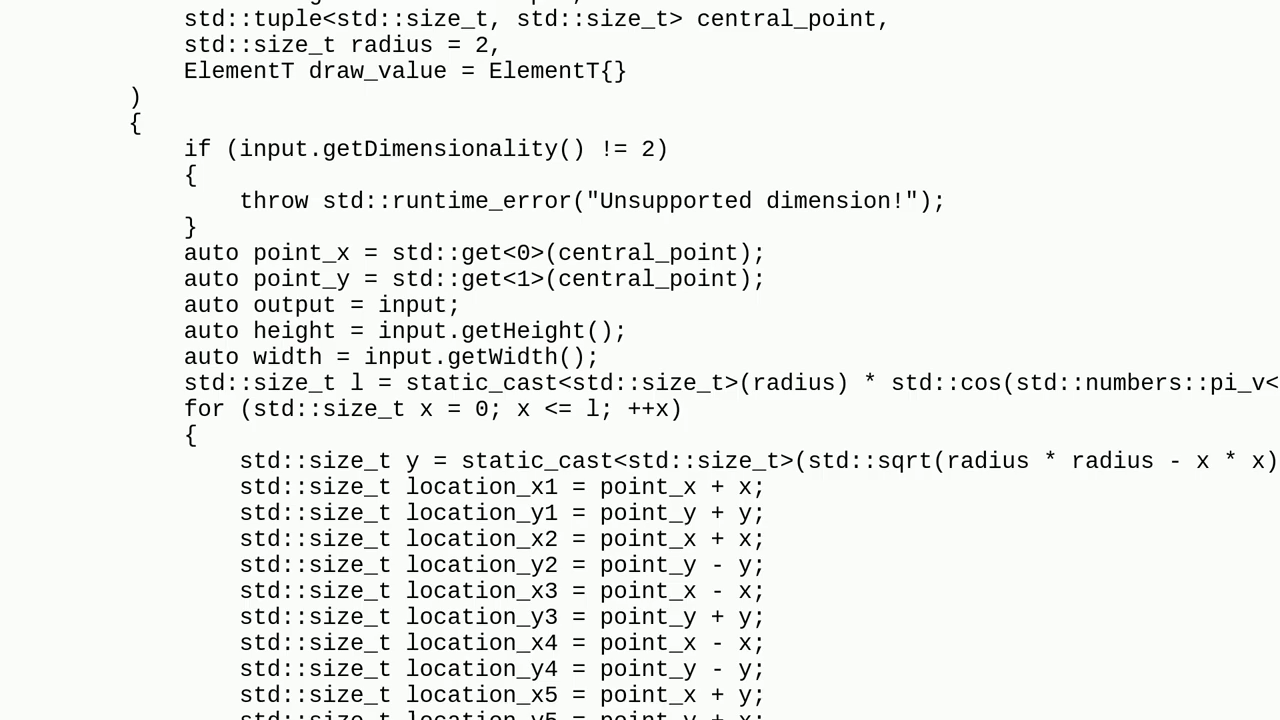 std::tuple<std::size_t, std::size_t> central_point,
std::size_t radius = 2,
ElementT draw_value = ElementT{}
)
{
if (input.getDimensionality() != 2)
{
throw std::runtime_error("Unsupported dimension!");
}
auto point_x = std::get<0>(central_point);
auto point_y = std::get<1>(central_point);
auto output = input;
auto height = input.getHeight();
auto width = input.getWidth();
std::size_t l = static_cast<std::size_t>(radius) * std::cos(std::numbers::pi_v<
for (std::size_t x = 0; x <= l; ++x)
{
std::size_t y = static_cast<std::size_t>(std::sqrt(radius * radius - x * x)
std::size_t location_x1 = point_x + x;
std::size_t location_y1 = point_y + y;
std::size_t location_x2 = point_x + x;
std::size_t location_y2 = point_y - y;
std::size_t location_x3 = point_x - x;
std::size_t location_y3 = point_y + y;
std::size_t location_x4 = point_x - x;
std::size_t location_y4 = point_y - y;
std::size_t location_x5 = point_x + y;
std::size_t location_y5 = point_y + x;